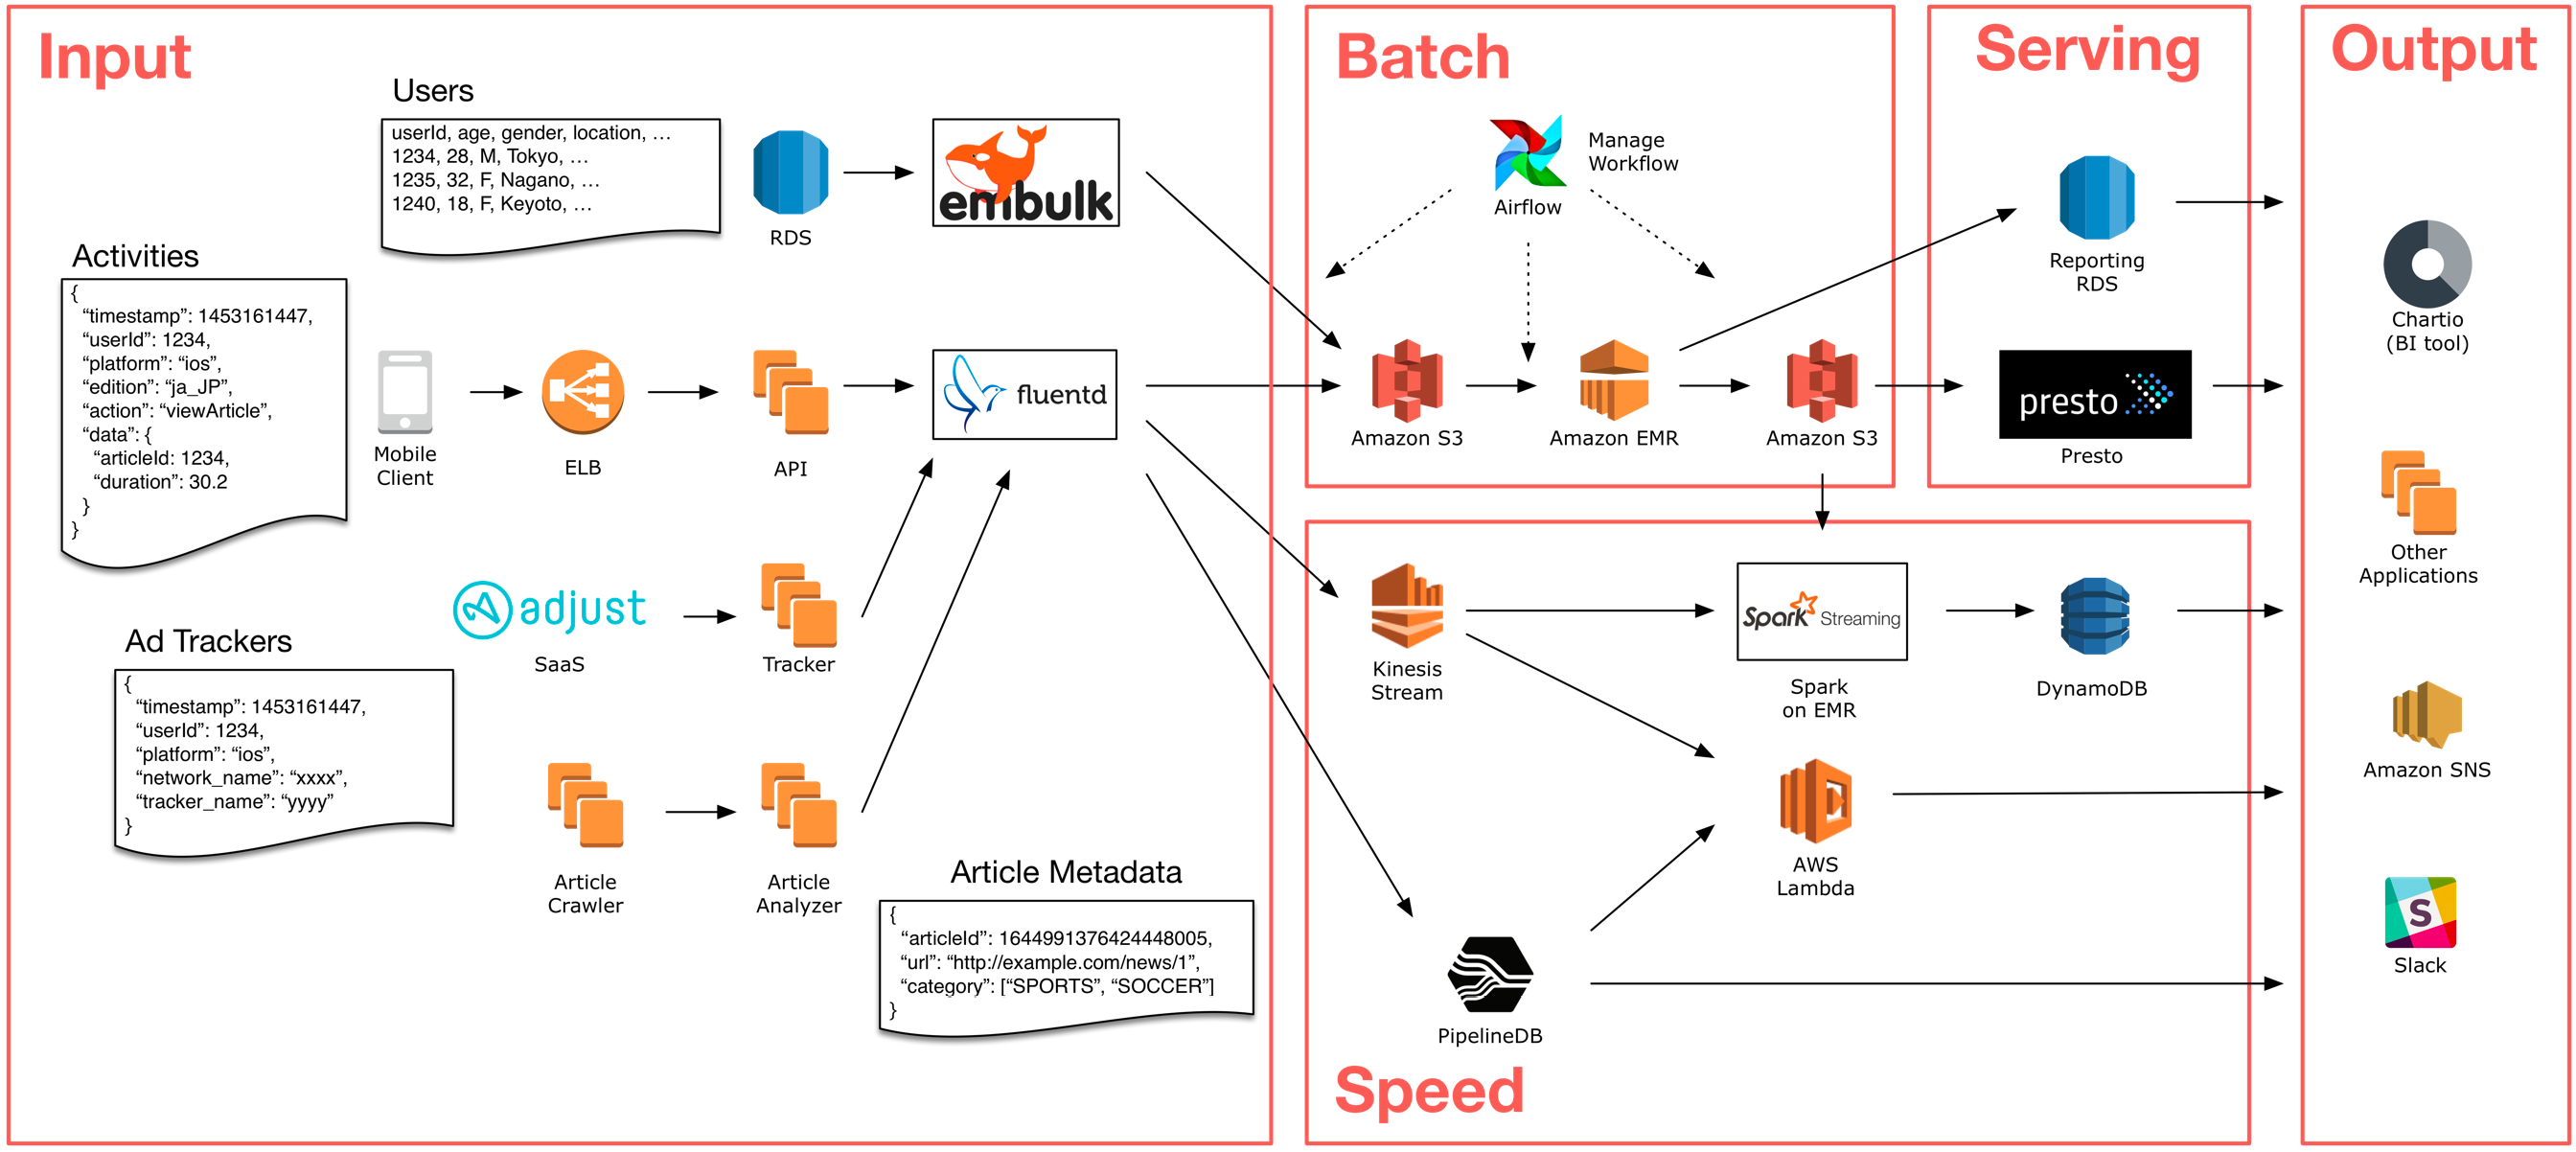 Input
Users
userId, age, gender, location, …
1234, 28, M, Tokyo, …
1235, 32, F, Nagano, …
1240, 18, F, Keyoto, …
RDS
embulk
Activities
{
“timestamp”: 1453161447,
“userId”: 1234,
“platform”: “ios”,
“edition”: “ja_JP”,
“action”: “viewArticle”,
“data”: {
“articleId: 1234,
“duration”: 30.2
}
}
Mobile
Client
ELB
API
fluentd
adjust
SaaS
Tracker
Ad Trackers
{
“timestamp”: 1453161447,
“userId”: 1234,
“platform”: “ios”,
“network_name”: “xxxx”,
“tracker_name”: “yyyy”
}
Article
Crawler
Article
Analyzer
Article Metadata
{
“articleId”: 1644991376424448005,
“url”: “http://example.com/news/1”,
“category”: [“SPORTS”, “SOCCER”]
}
Batch
Manage
Workflow
Airflow
Amazon S3
Amazon EMR
Amazon S3
Serving
Reporting
RDS
presto
Presto
Kinesis
Stream
Spark Streaming
Spark
on EMR
DynamoDB
AWS
Lambda
PipelineDB
Speed
Output
Chartio
(BI tool)
Other
Applications
Amazon SNS
S
Slack